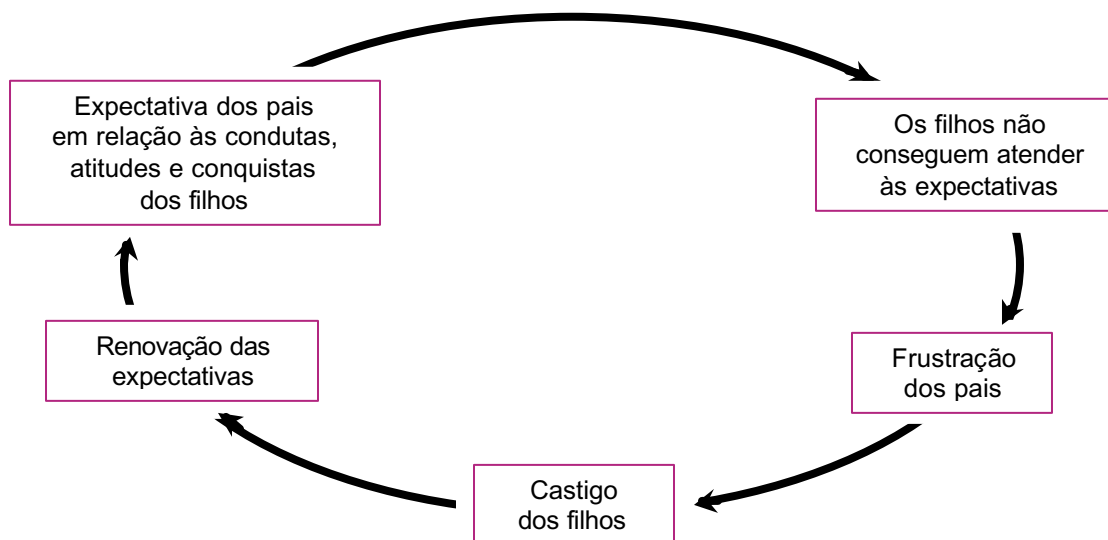 Expectativa dos pais
em relação às condutas,
atitudes e conquistas
dos filhos
Os filhos não
conseguem atender
às expectativas
Frustração
dos pais
Castigo
dos filhos
Renovação das
expectativas